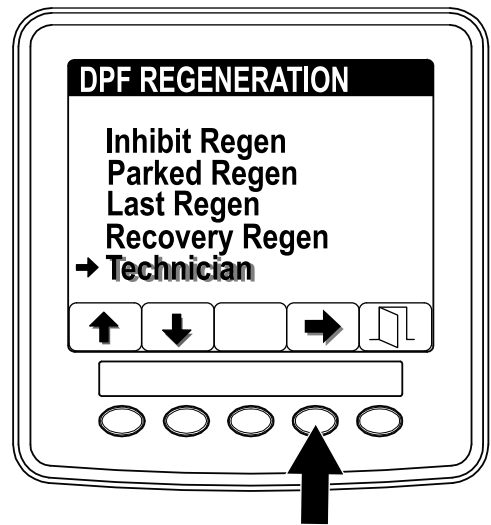 DPF REGENERATION
Inhibit Regen
Parked Regen
Last Regen
Recovery Regen
Technician